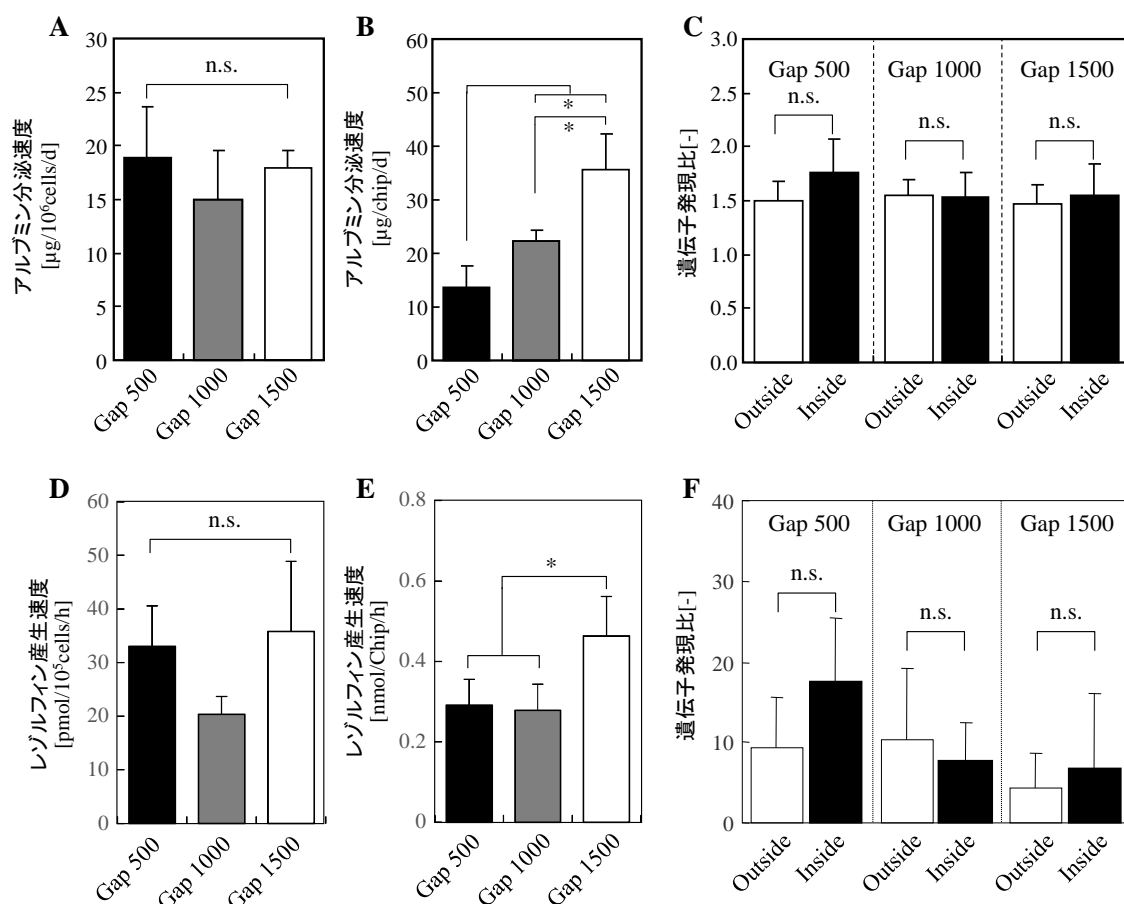 A
30
25
20
15
10
5
0
アルブミン分泌速度
[µg/10⁶cells/d]
n.s.
Gap 500
Gap 1000
Gap 1500
B
60
50
40
30
20
10
0
アルブミン分泌速度
[µg/chip/d]
*
*
Gap 500
Gap 1000
Gap 1500
C
3.0
2.5
2.0
1.5
1.0
0.5
0.0
遺伝子発現比[-]
Gap 500
Gap 1000
Gap 1500
n.s.
n.s.
n.s.
Outside
Inside
Outside
Inside
Outside
Inside
D
60
50
40
30
20
10
0
レゾルフィン産生速度
[pmol/10⁵cells/h]
n.s.
Gap 500
Gap 1000
Gap 1500
E
0.8
0.6
0.4
0.2
0
レゾルフィン産生速度
[nmol/Chip/h]
*
Gap 500
Gap 1000
Gap 1500
F
40
30
20
10
0
遺伝子発現比[-]
Gap 500
Gap 1000
Gap 1500
n.s.
n.s.
n.s.
Outside
Inside
Outside
Inside
Outside
Inside